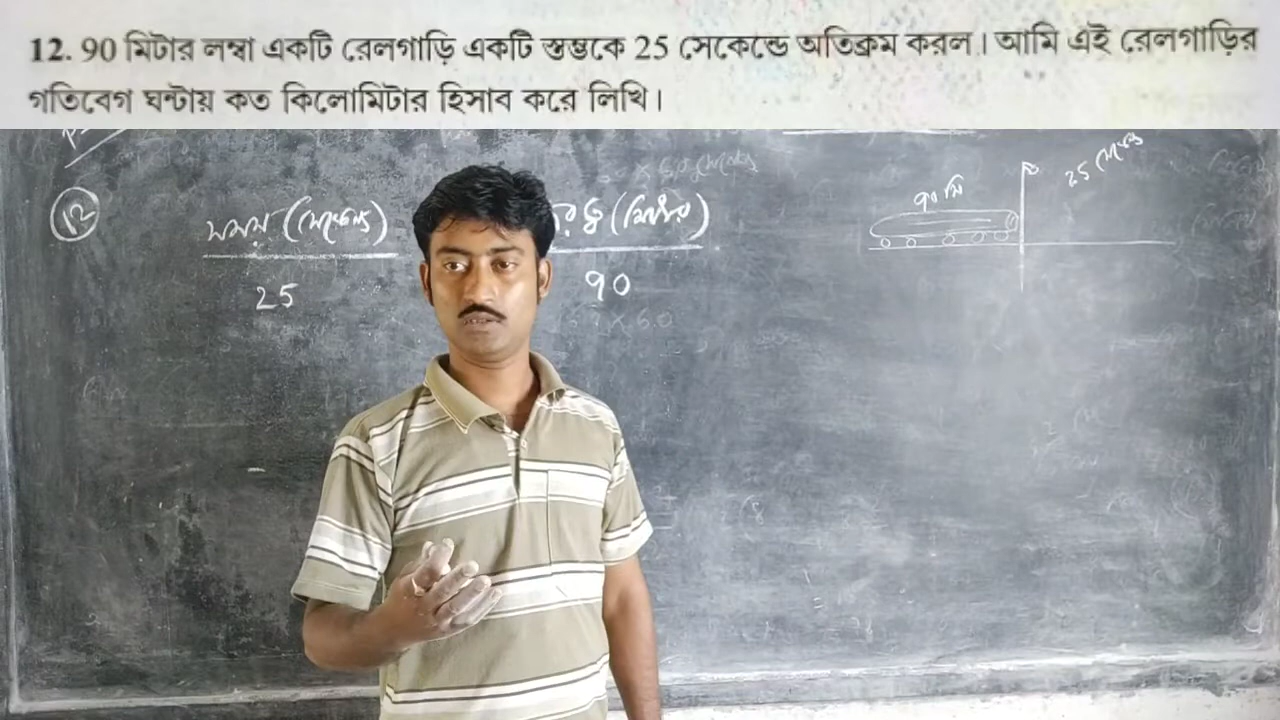 12. 90 মিটার লম্বা একটি রেলগাড়ি একটি স্তম্ভকে 25 সেকেন্ডে অতিক্রম করল। আমি এই রেলগাড়ির
গতিবেগ ঘন্টায় কত কিলোমিটার হিসাব করে লিখি।
১২
সময় (সেকেন্ড) রত্ব (মিটার)
25 90
90 মি
25 সেকেন্ড